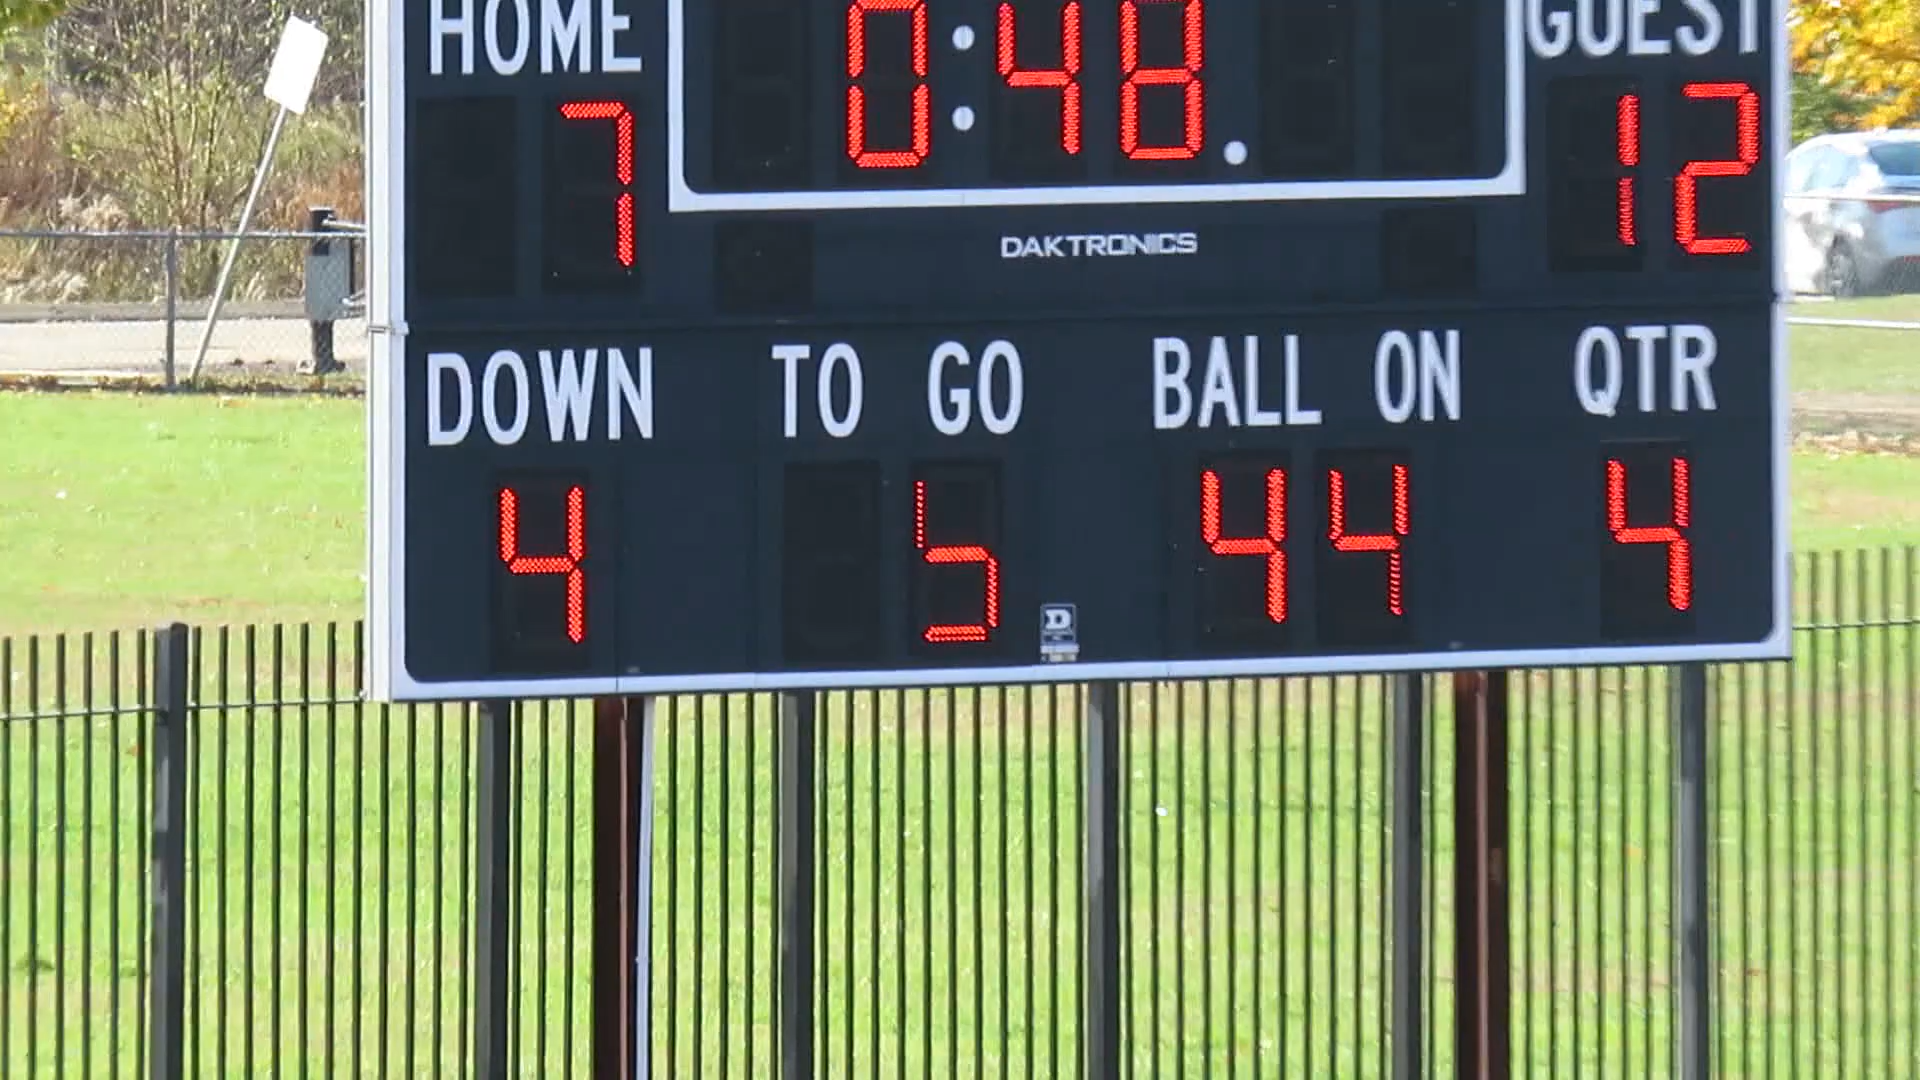 HOME 0:48. GUEST
7 12
DAKTRONICS
DOWN TO GO BALL ON QTR
4 5 44 4
D